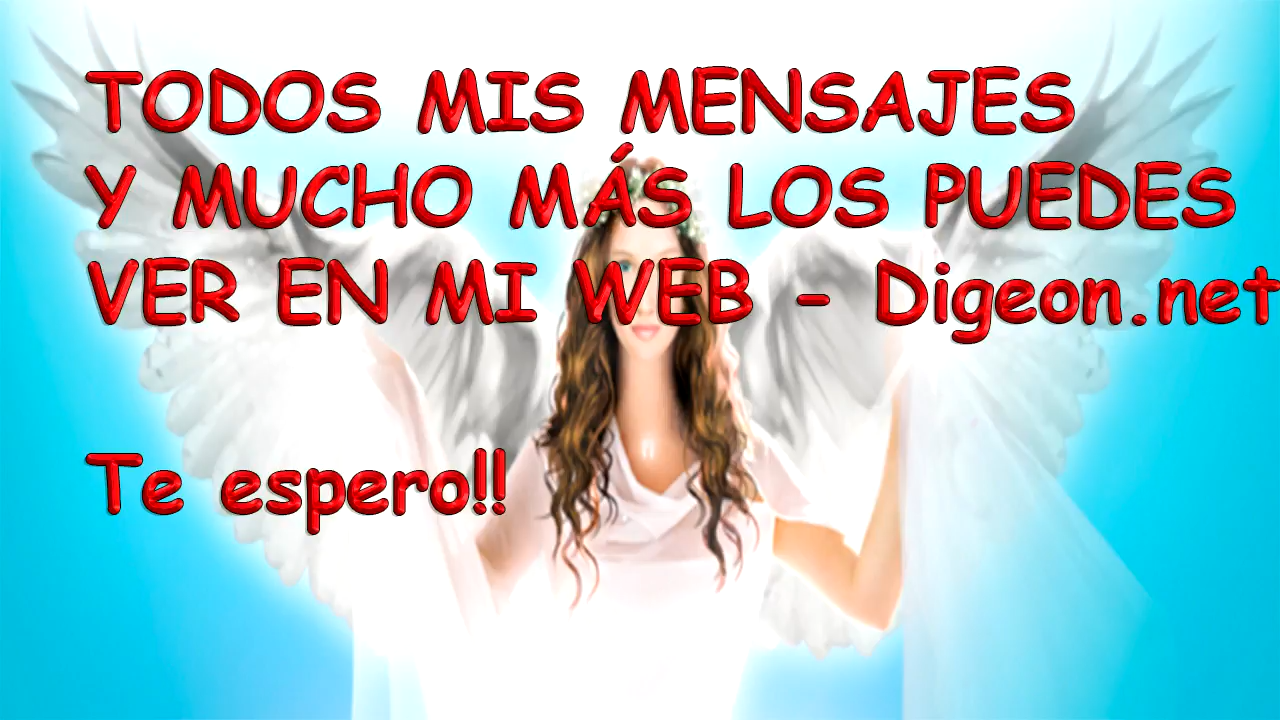 TODOS MIS MENSAJES
Y MUCHO MÁS LOS PUEDES
VER EN MI WEB - Digeon.net
Te espero!!